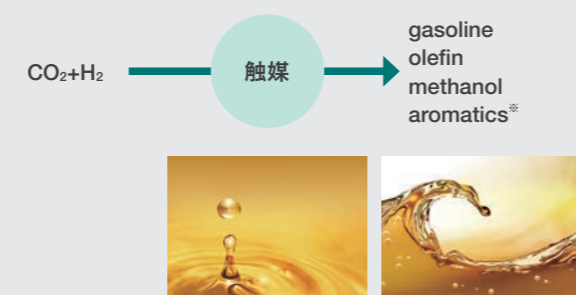 CO₂+H₂
触媒
gasoline
olefin
methanol
aromatics※